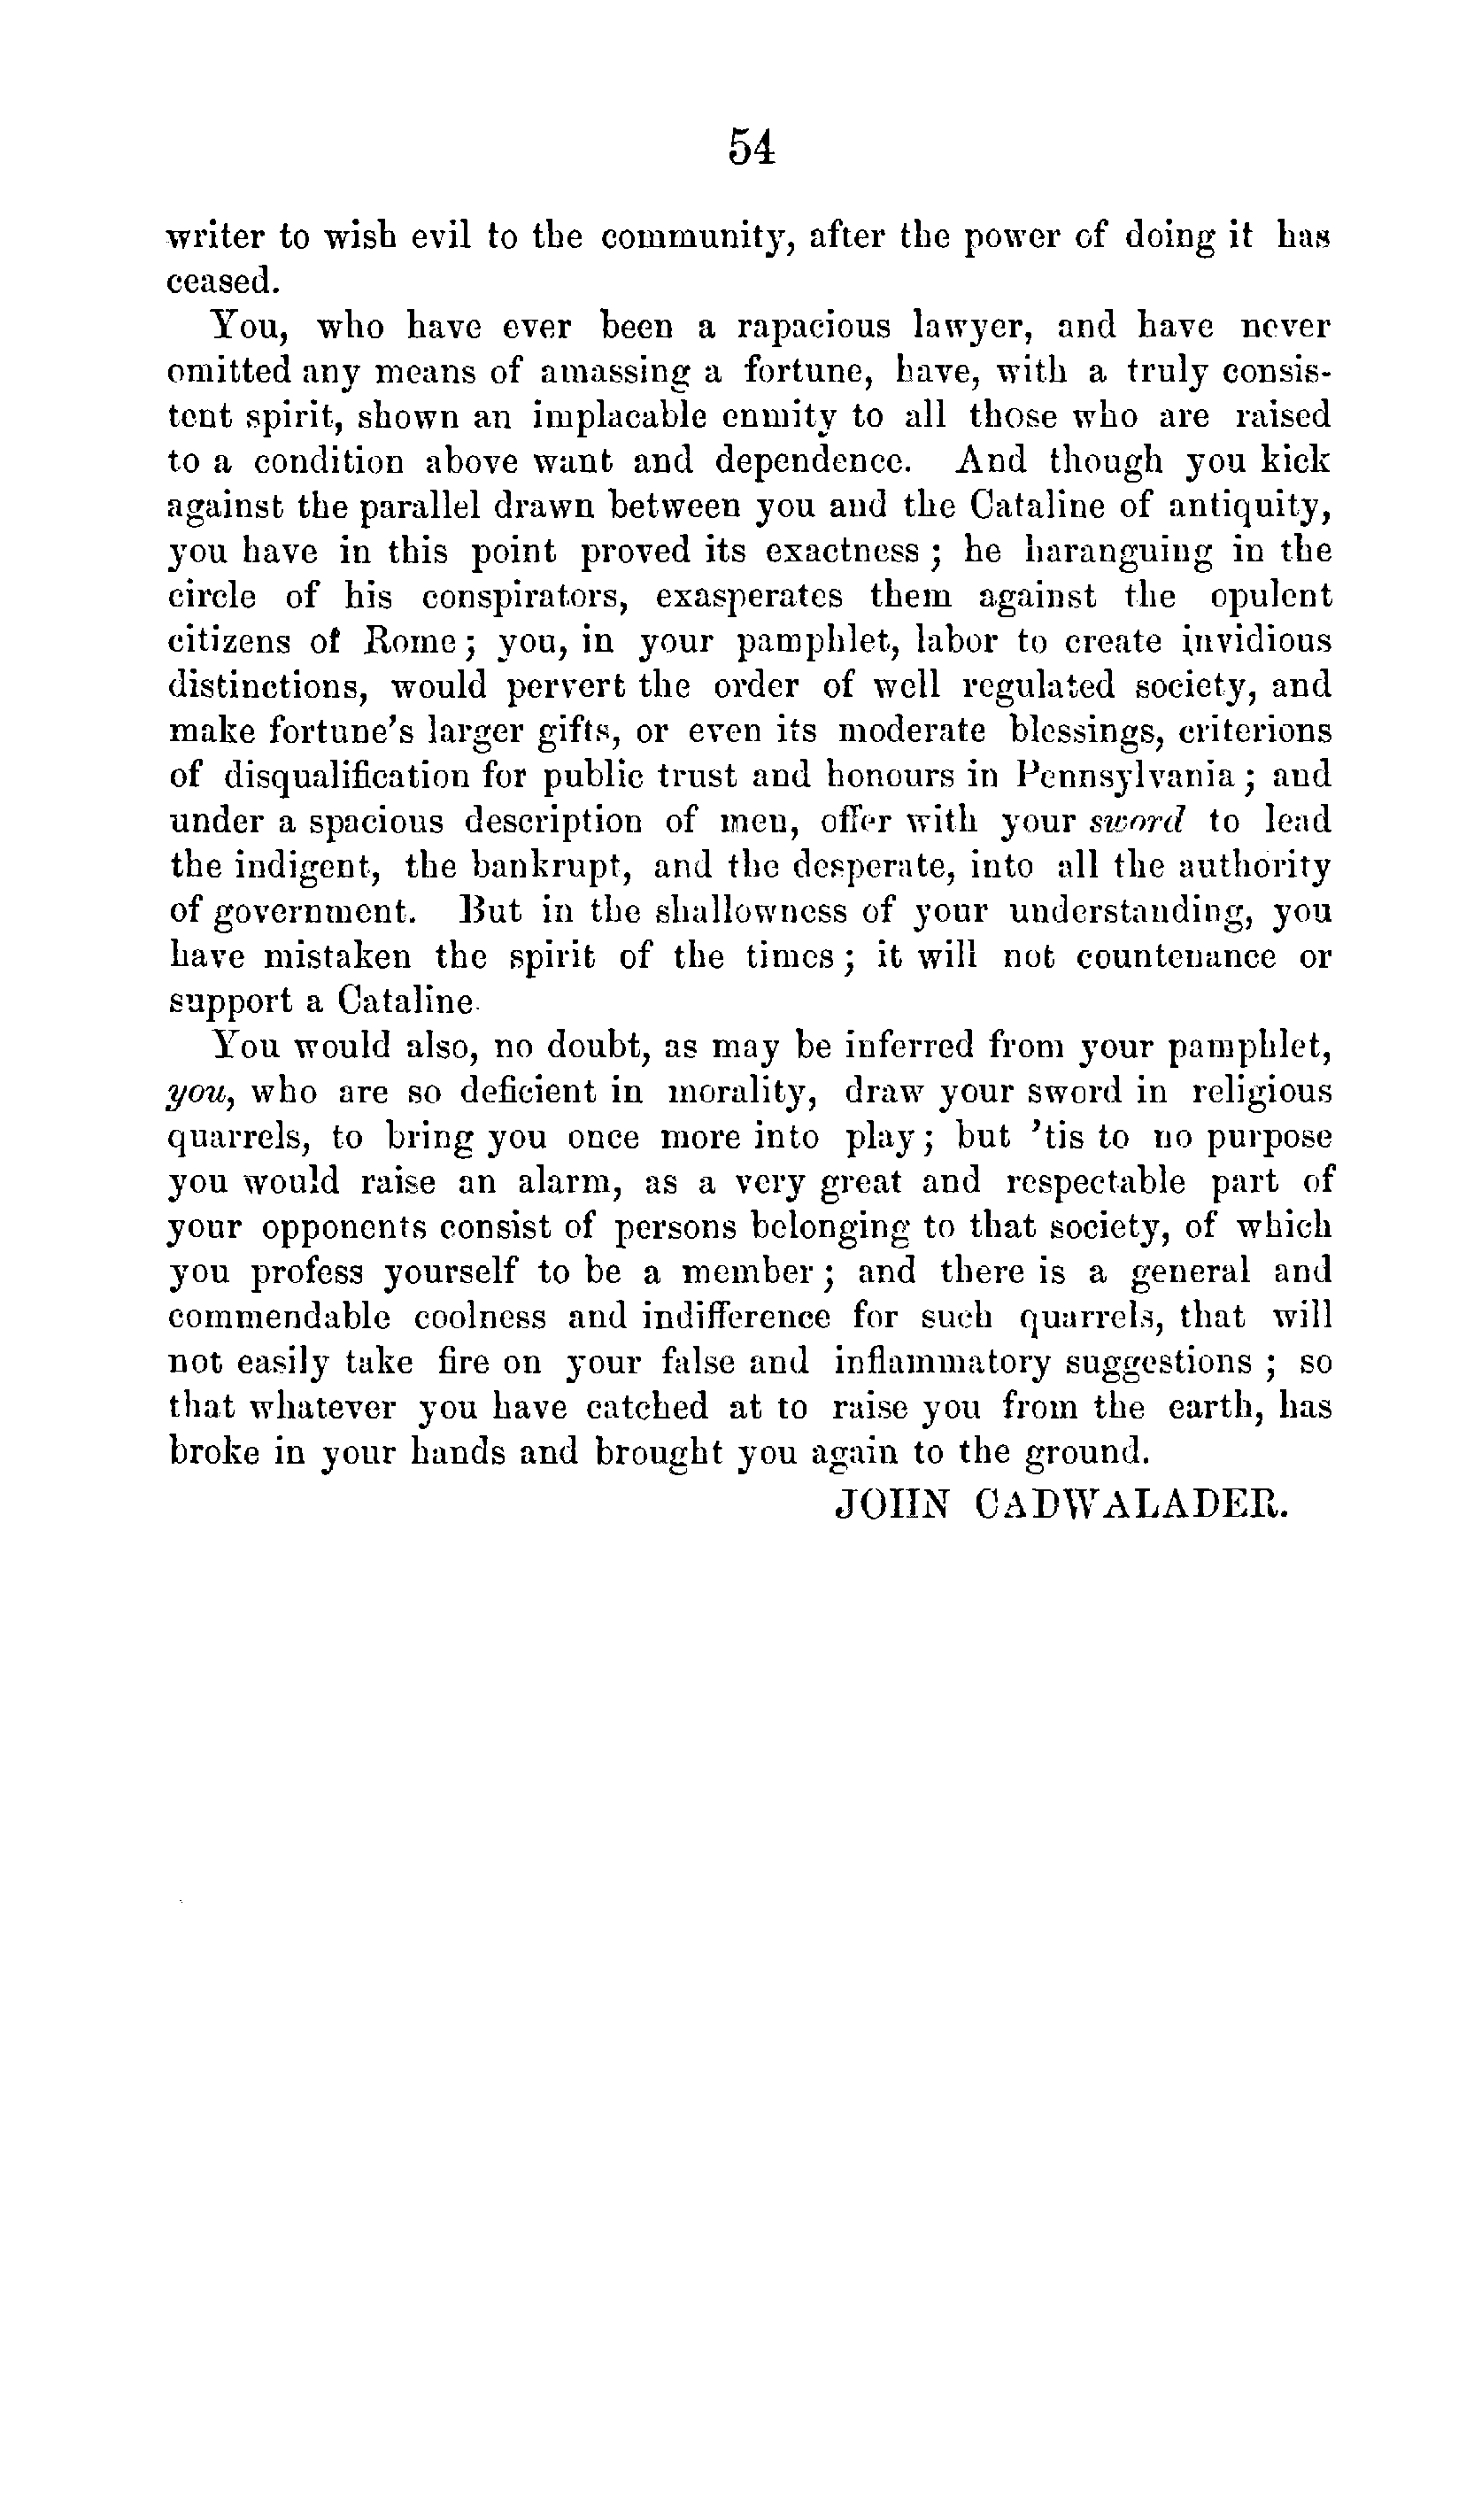 54
writer to wish evil to the community, after the power of doing it has
ceased.
You, who have ever been a rapacious lawyer, and have never
omitted any means of amassing a fortune, have, with a truly consis-
tent spirit, shown an implacable enmity to all those who are raised
to a condition above want and dependence. And though you kick
against the parallel drawn between you and the Cataline of antiquity,
you have in this point proved its exactness; he haranguing in the
circle of his conspirators, exasperates them against the opulent
citizens of Rome; you, in your pamphlet, labor to create invidious
distinctions, would pervert the order of well regulated society, and
make fortune's larger gifts, or even its moderate blessings, criterions
of disqualification for public trust and honours in Pennsylvania; and
under a spacious description of men, offer with your sword to lead
the indigent, the bankrupt, and the desperate, into all the authority
of government. But in the shallowness of your understanding, you
have mistaken the spirit of the times; it will not countenance or
support a Cataline.
You would also, no doubt, as may be inferred from your pamphlet,
you, who are so deficient in morality, draw your sword in religious
quarrels, to bring you once more into play; but 'tis to no purpose
you would raise an alarm, as a very great and respectable part of
your opponents consist of persons belonging to that society, of which
you profess yourself to be a member; and there is a general and
commendable coolness and indifference for such quarrels, that will
not easily take fire on your false and inflammatory suggestions; so
that whatever you have catched at to raise you from the earth, has
broke in your hands and brought you again to the ground.
JOHN CADWALADER.